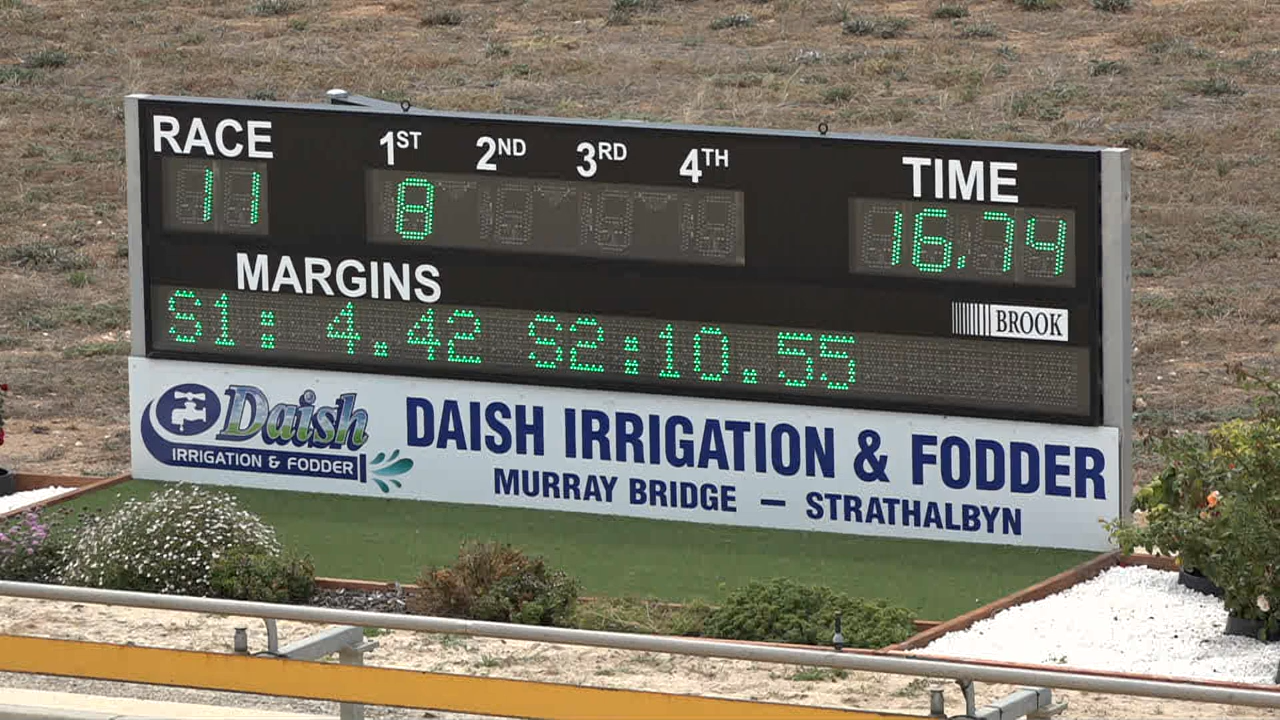 RACE 1ST 2ND 3RD 4TH TIME
11 8 16.74
MARGINS
BROOK
S1: 4.42 S2:10.55
Daish
IRRIGATION & FODDER
DAISH IRRIGATION & FODDER
MURRAY BRIDGE – STRATHALBYN